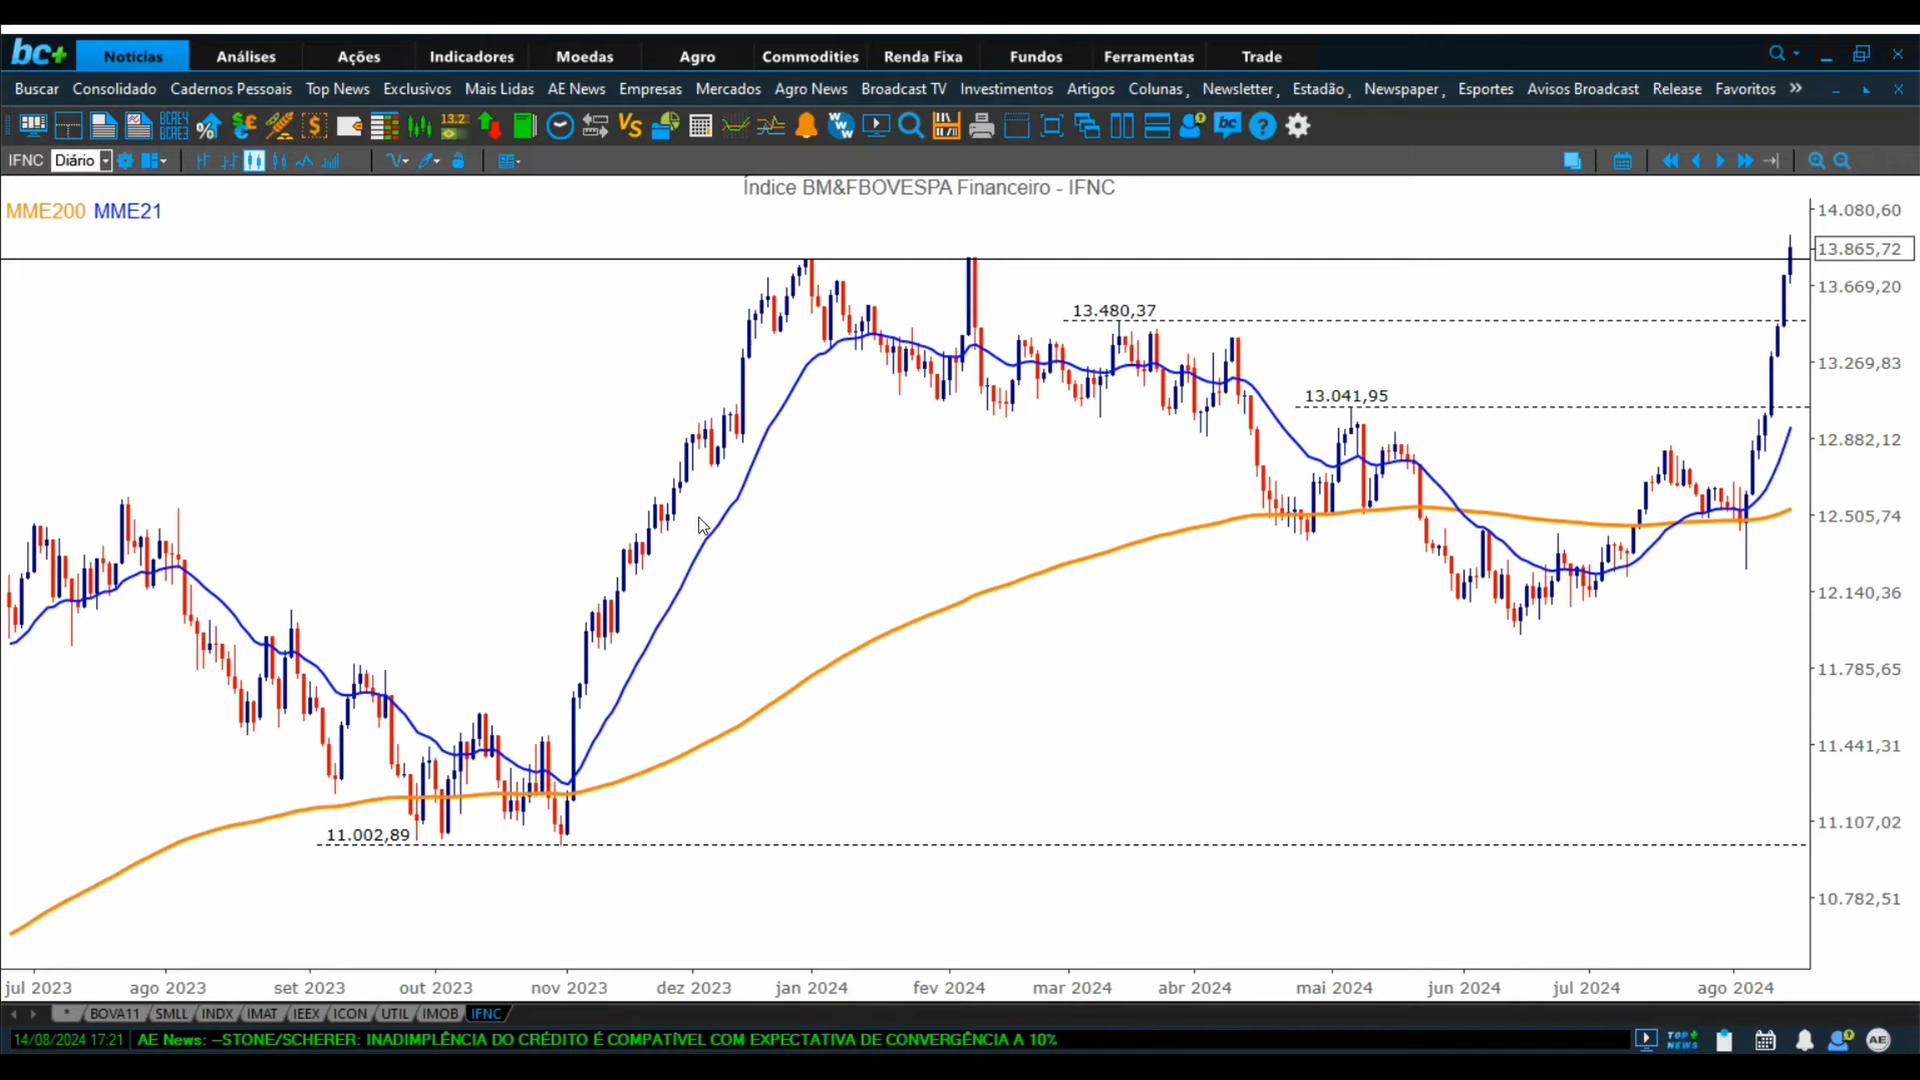 bc+ Notícias Análises Ações Indicadores Moedas Agro Commodities Renda Fixa Fundos Ferramentas Trade
Buscar Consolidado Cadernos Pessoais Top News Exclusivos Mais Lidas AE News Empresas Mercados Agro News Broadcast TV Investimentos Artigos Colunas, Newsletter, Estadão, Newspaper, Esportes Avisos Broadcast Release Favoritos »
IFNC Diário
Índice BM&FBOVESPA Financeiro - IFNC
MME200 MME21
14.080,60
13.865,72
13.669,20
13.480,37
13.269,83
13.041,95
12.882,12
12.505,74
12.140,36
11.785,65
11.441,31
11.107,02
11.002,89
10.782,51
jul 2023 ago 2023 set 2023 out 2023 nov 2023 dez 2023 jan 2024 fev 2024 mar 2024 abr 2024 mai 2024 jun 2024 jul 2024 ago 2024
* BOVA11 SMLL INDX IMAT IEEX ICON UTIL IMOB IFNC
14/08/2024 17:21 AE News: --STONE/SCHERER: INADIMPLÊNCIA DO CRÉDITO É COMPATÍVEL COM EXPECTATIVA DE CONVERGÊNCIA A 10% TOP+ NEWS AE